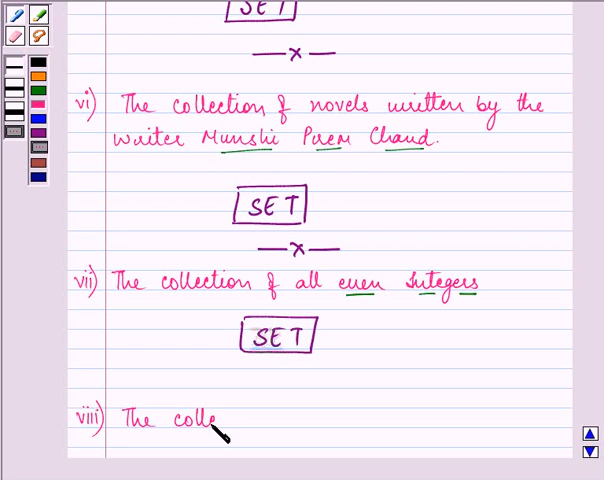 SET
—x—
vi) The collection of novels written by the
writer Munshi Prem Chand.
SET
—x—
vii) The collection of all even Integers
SET
viii) The colle